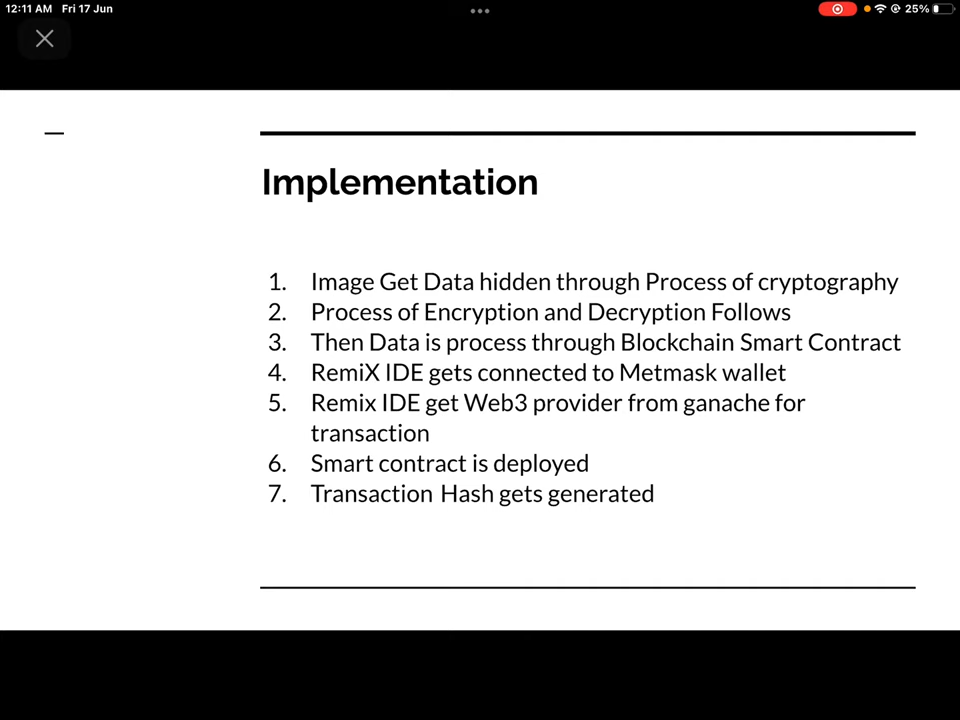 12:11 AM Fri 17 Jun
25%
Implementation
1. Image Get Data hidden through Process of cryptography
2. Process of Encryption and Decryption Follows
3. Then Data is process through Blockchain Smart Contract
4. RemiX IDE gets connected to Metmask wallet
5. Remix IDE get Web3 provider from ganache for
transaction
6. Smart contract is deployed
7. Transaction Hash gets generated